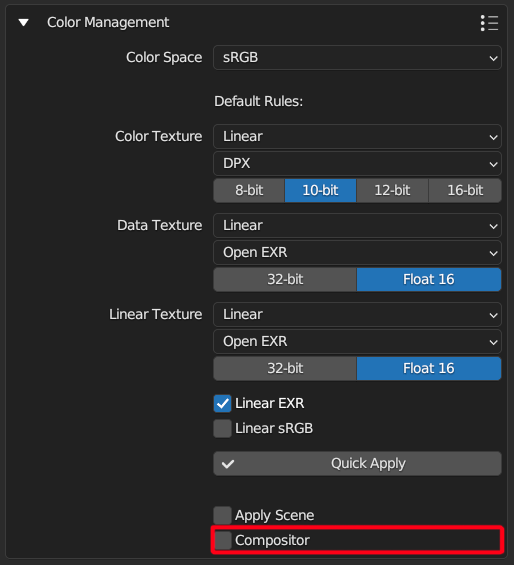 Color Management
Color Space sRGB
Default Rules:
Color Texture Linear
DPX
8-bit 10-bit 12-bit 16-bit
Data Texture Linear
Open EXR
32-bit Float 16
Linear Texture Linear
Open EXR
32-bit Float 16
Linear EXR
Linear sRGB
Quick Apply
Apply Scene
Compositor